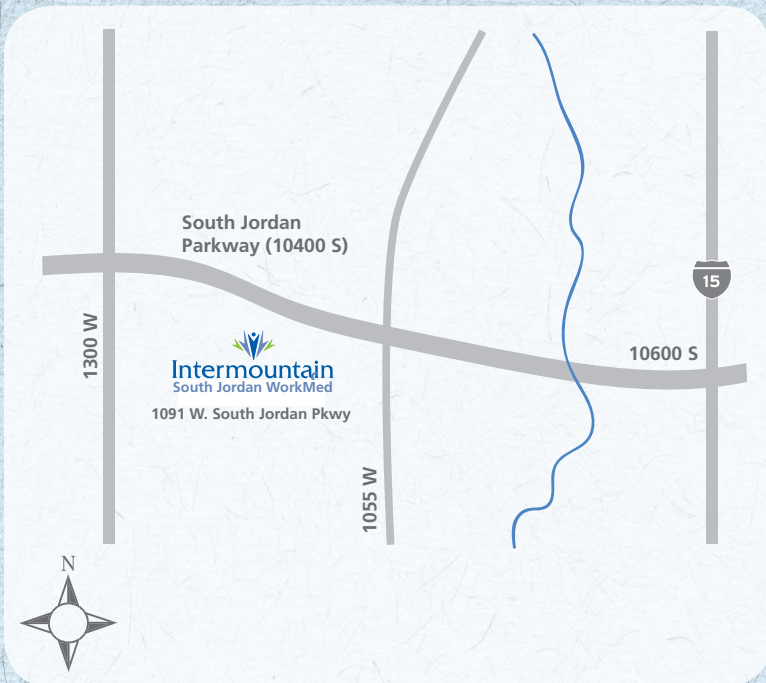 South Jordan
Parkway (10400 S)
15
1300 W
10600 S
Intermountain
South Jordan WorkMed
1091 W. South Jordan Pkwy
1055 W
N